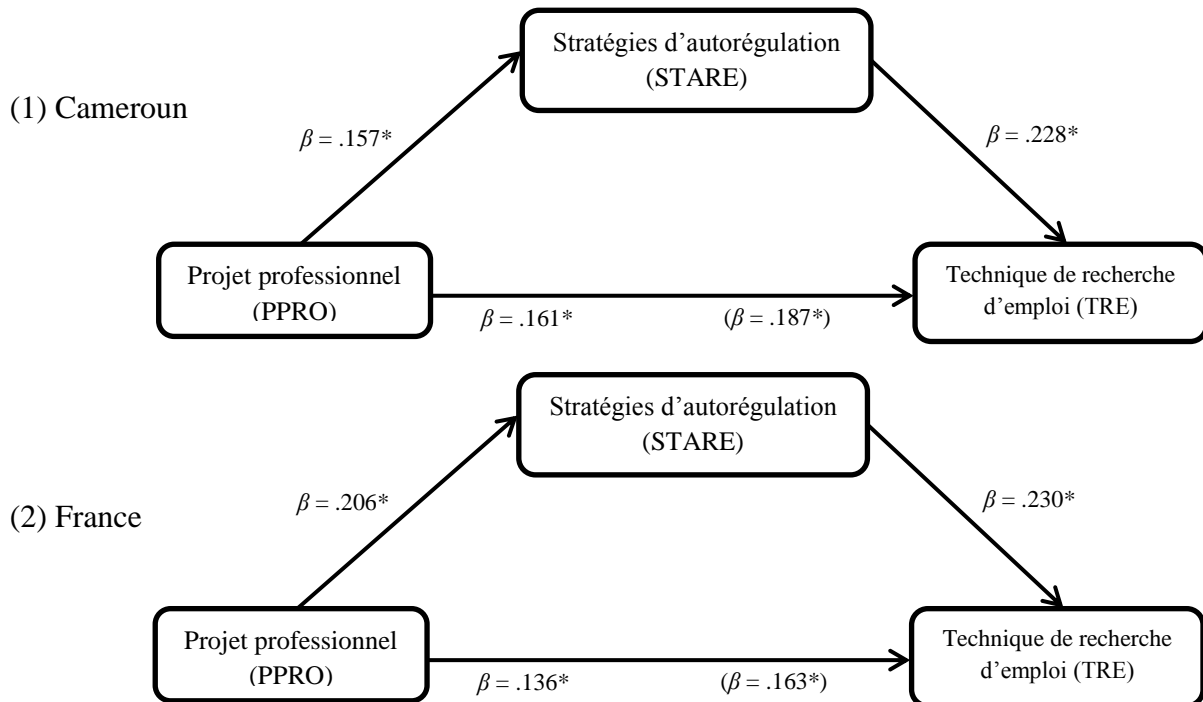 Stratégies d'autorégulation
(STARE)
(1) Cameroun
β = .157*
β = .228*
Projet professionnel
(PPRO)
Technique de recherche
d'emploi (TRE)
β = .161*
(β = .187*)
Stratégies d'autorégulation
(STARE)
β = .206*
β = .230*
(2) France
Projet professionnel
(PPRO)
Technique de recherche
d'emploi (TRE)
β = .136*
(β = .163*)